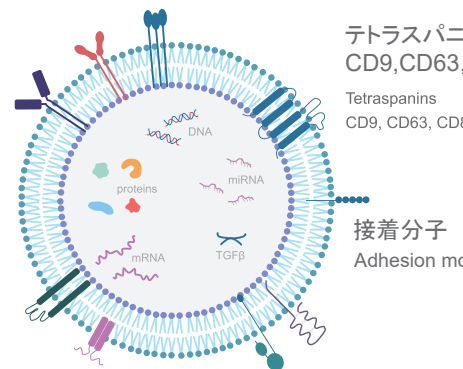 テトラスパニ
CD9,CD63,
Tetraspanins
CD9, CD63, CD8
DNA
proteins
miRNA
mRNA
TGFβ
接着分子
Adhesion mo